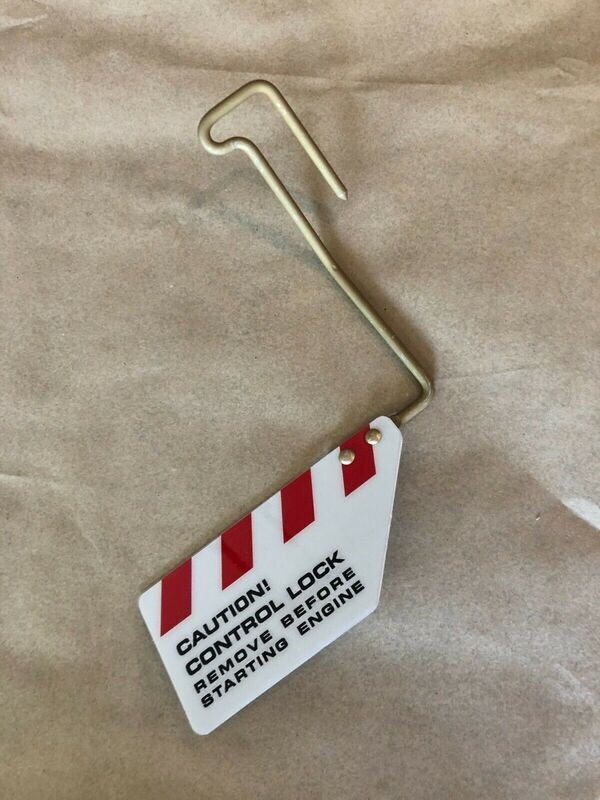 CAUTION!
CONTROL LOCK
REMOVE BEFORE
STARTING ENGINE